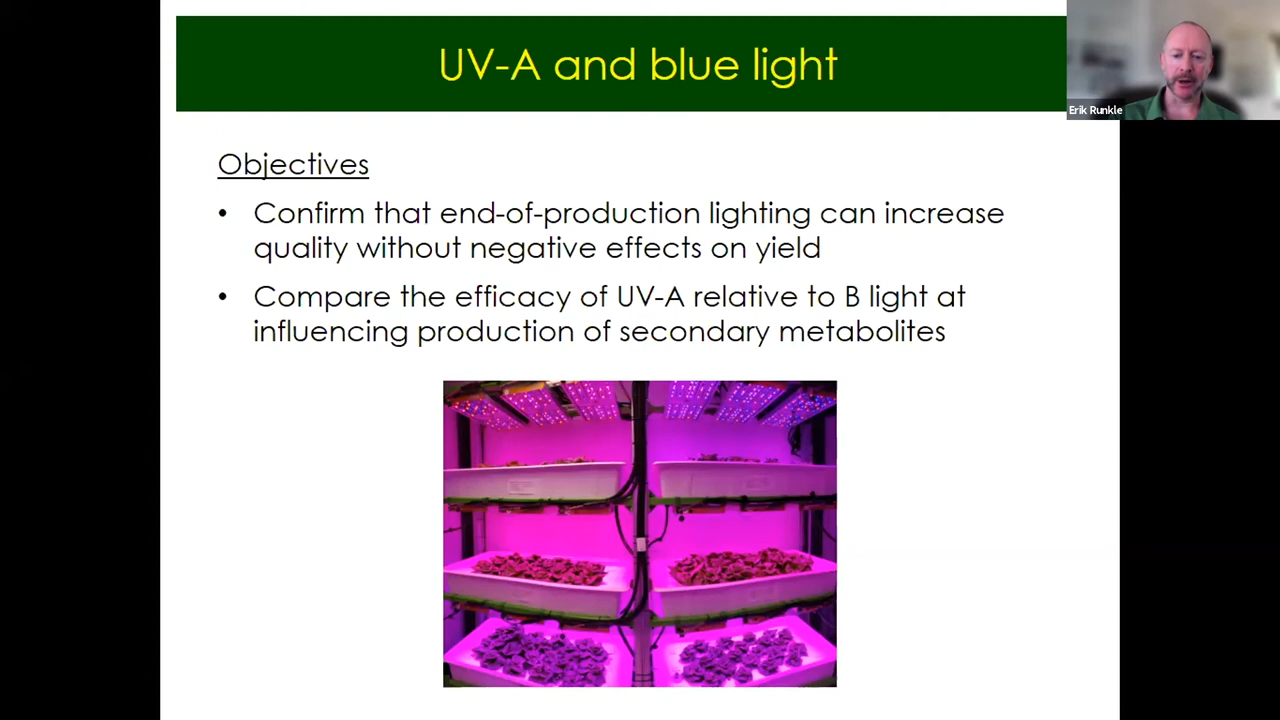 UV-A and blue light
Erik Runkle
Objectives
• Confirm that end-of-production lighting can increase
quality without negative effects on yield
• Compare the efficacy of UV-A relative to B light at
influencing production of secondary metabolites